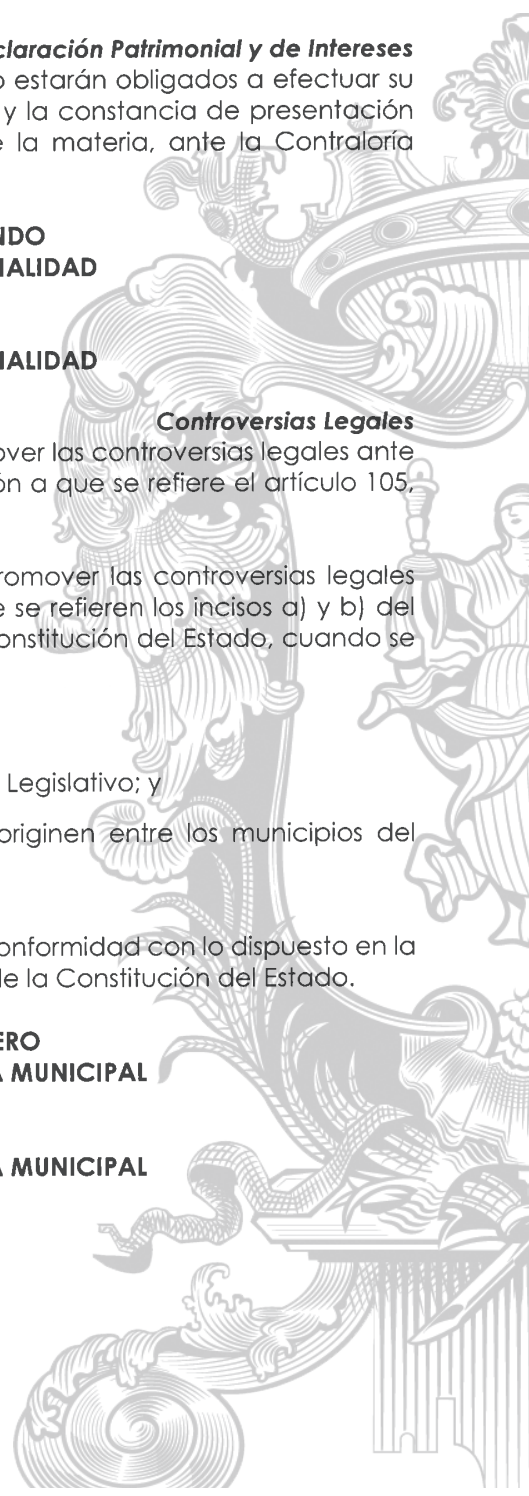 claración Patrimonial y de Intereses
o estarán obligados a efectuar su
y la constancia de presentación
e la materia, ante la Contraloría
NDO
NALIDAD
NALIDAD
Controversias Legales
over las controversias legales ante
ón a que se refiere el artículo 105,
romover las controversias legales
e se refieren los incisos a) y b) del
onstitución del Estado, cuando se
Legislativo; y
originen entre los municipios del
onformidad con lo dispuesto en la
de la Constitución del Estado.
ERO
A MUNICIPAL
A MUNICIPAL